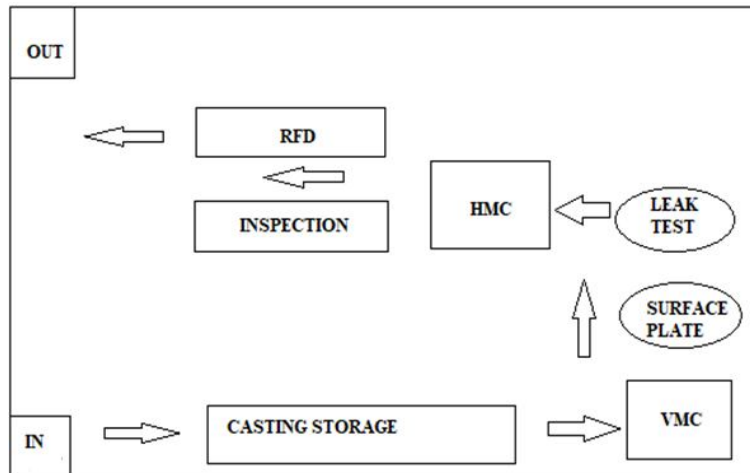 OUT
RFD
INSPECTION
HMC
LEAK
TEST
SURFACE
PLATE
IN
CASTING STORAGE
VMC